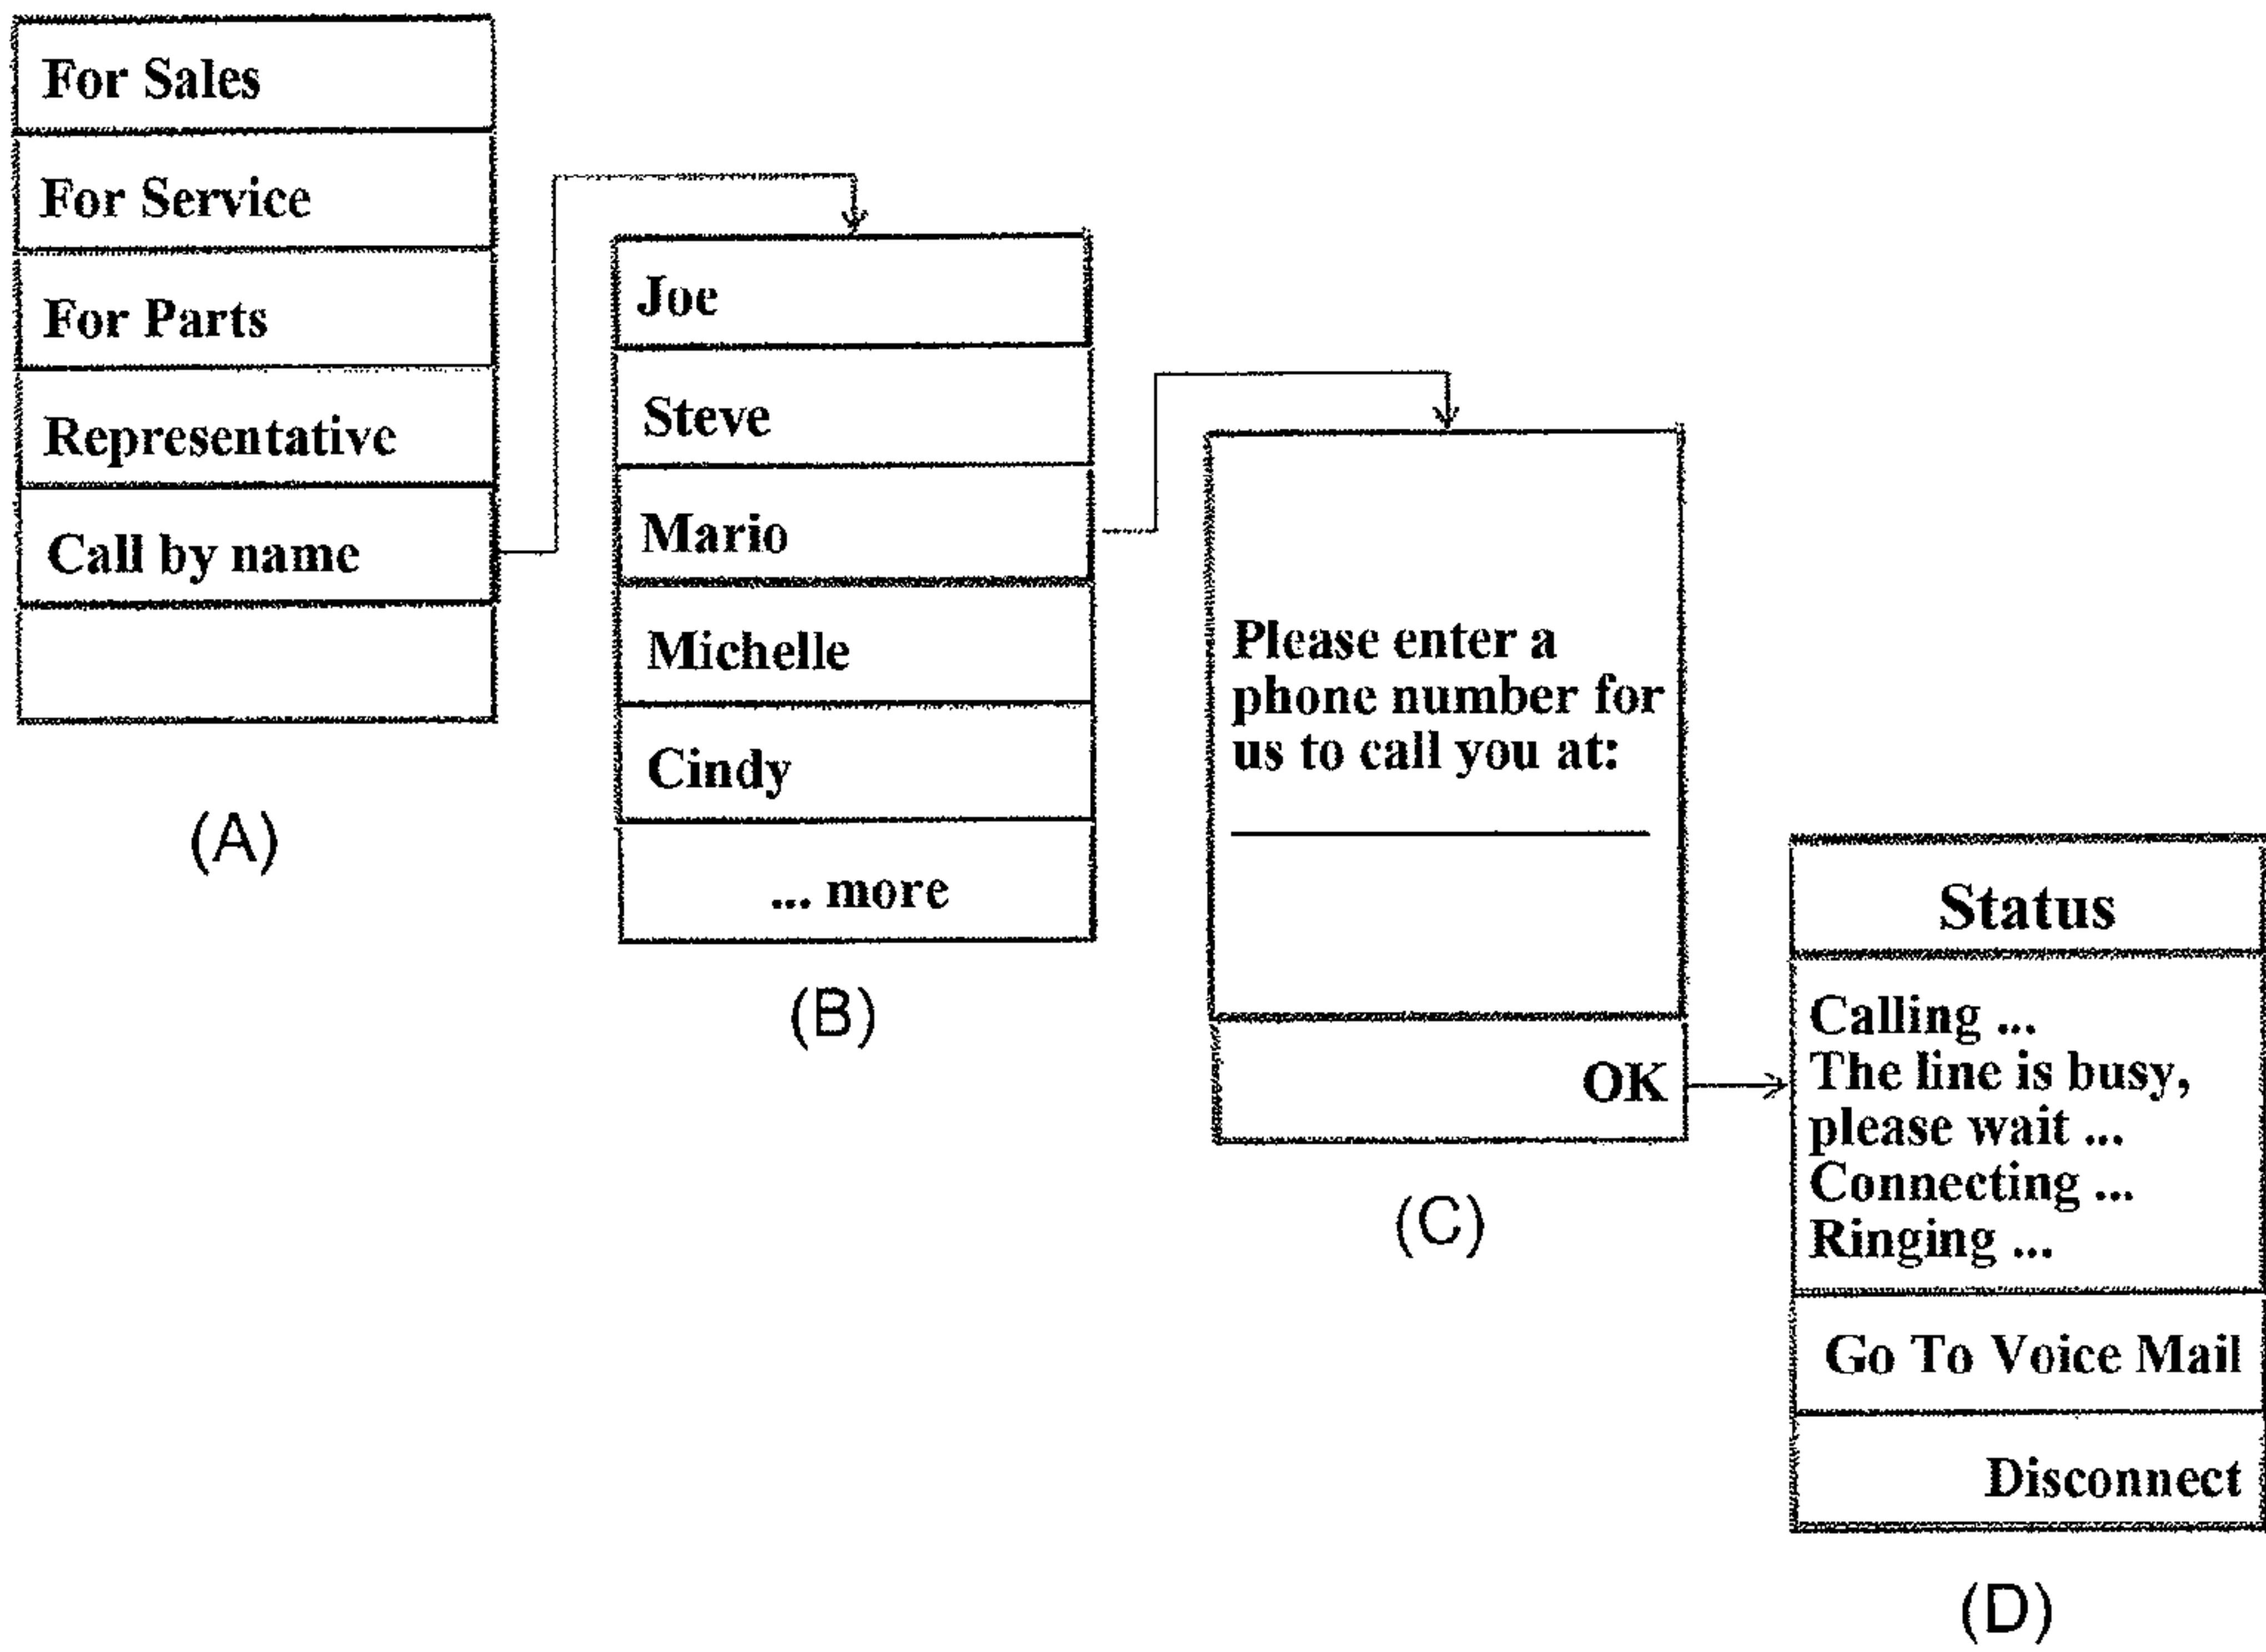 For Sales
For Service
For Parts
Representative
Call by name
(A)
Joe
Steve
Mario
Michelle
Cindy
... more
(B)
Please enter a
phone number for
us to call you at:
OK
(C)
Status
Calling ...
The line is busy,
please wait ...
Connecting ...
Ringing ...
Go To Voice Mail
Disconnect
(D)